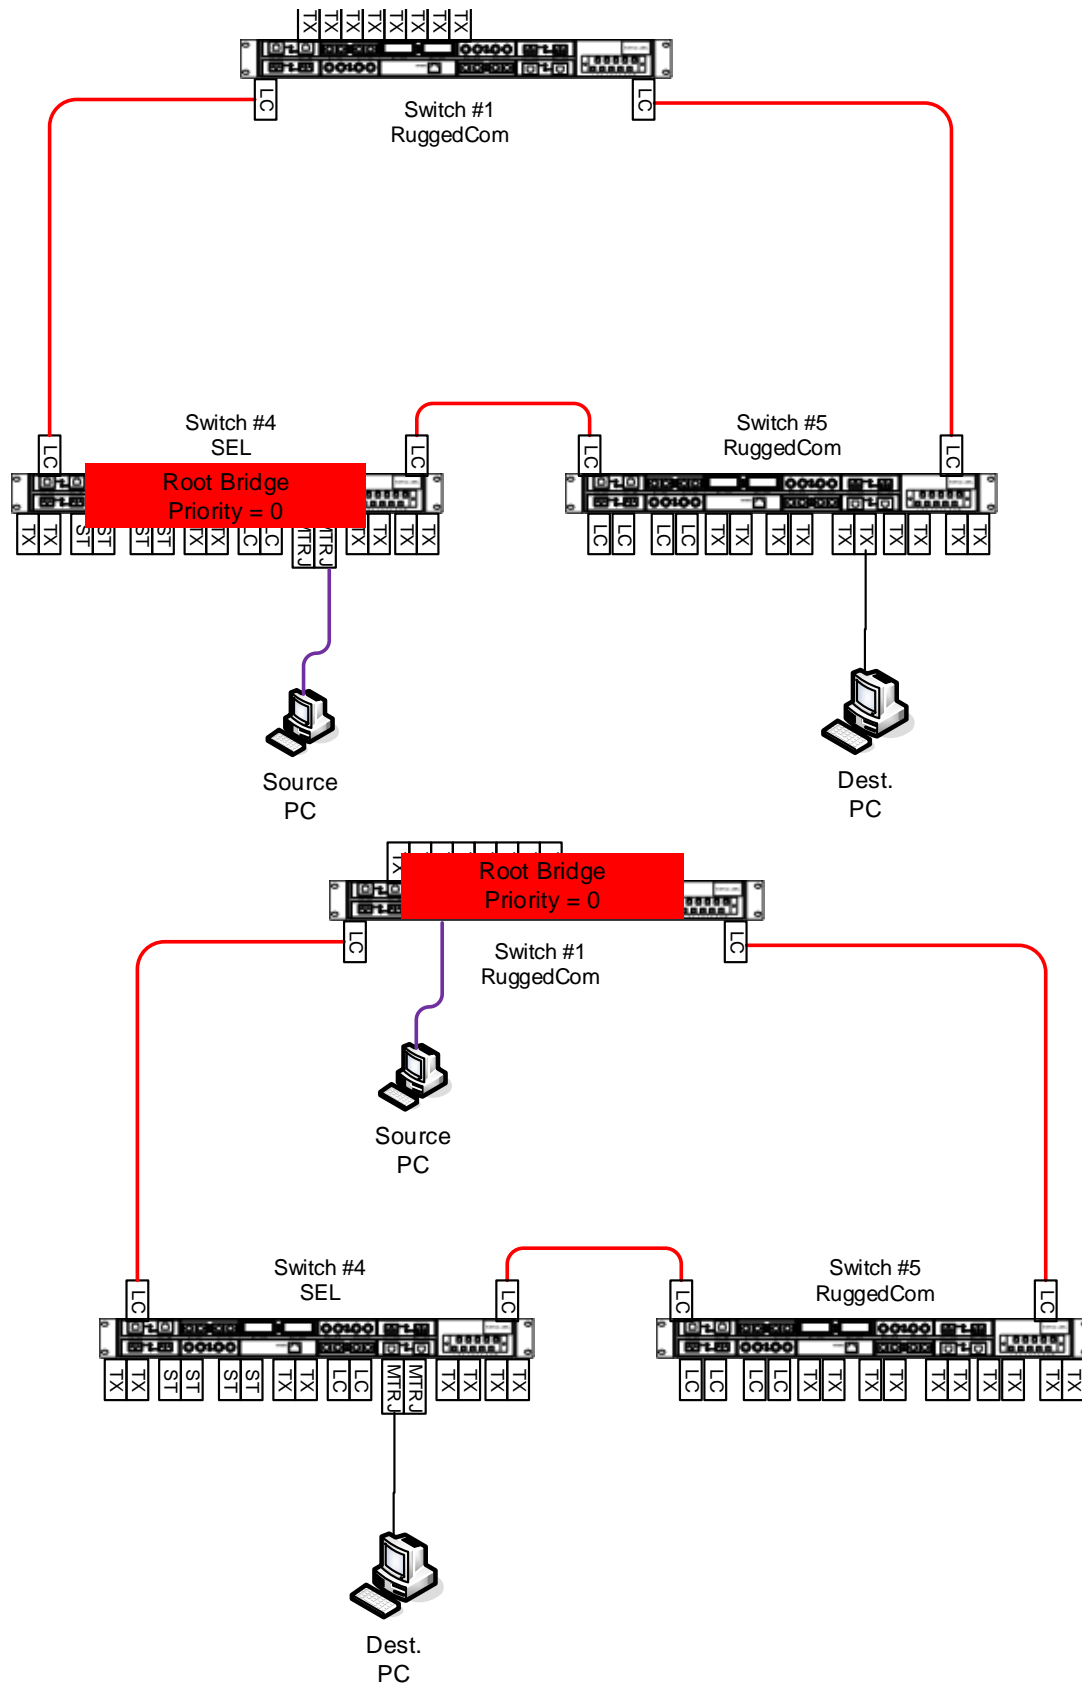 TX TX TX TX TX TX TX TX
LC LC
Switch #1
RuggedCom
Switch #4
SEL
Switch #5
RuggedCom
LC LC LC LC
Root Bridge
Priority = 0
TX TX ST ST ST ST TX TX LC LC MTRJ MTRJ TX TX TX TX
LC LC LC LC TX TX TX TX TX TX TX TX TX TX
Source
PC
Dest.
PC
TX
Root Bridge
Priority = 0
LC LC
Switch #1
RuggedCom
Source
PC
Switch #4
SEL
Switch #5
RuggedCom
LC LC LC LC
TX TX ST ST ST ST TX TX LC LC MTRJ MTRJ TX TX TX TX
LC LC LC LC TX TX TX TX TX TX TX TX TX TX
Dest.
PC